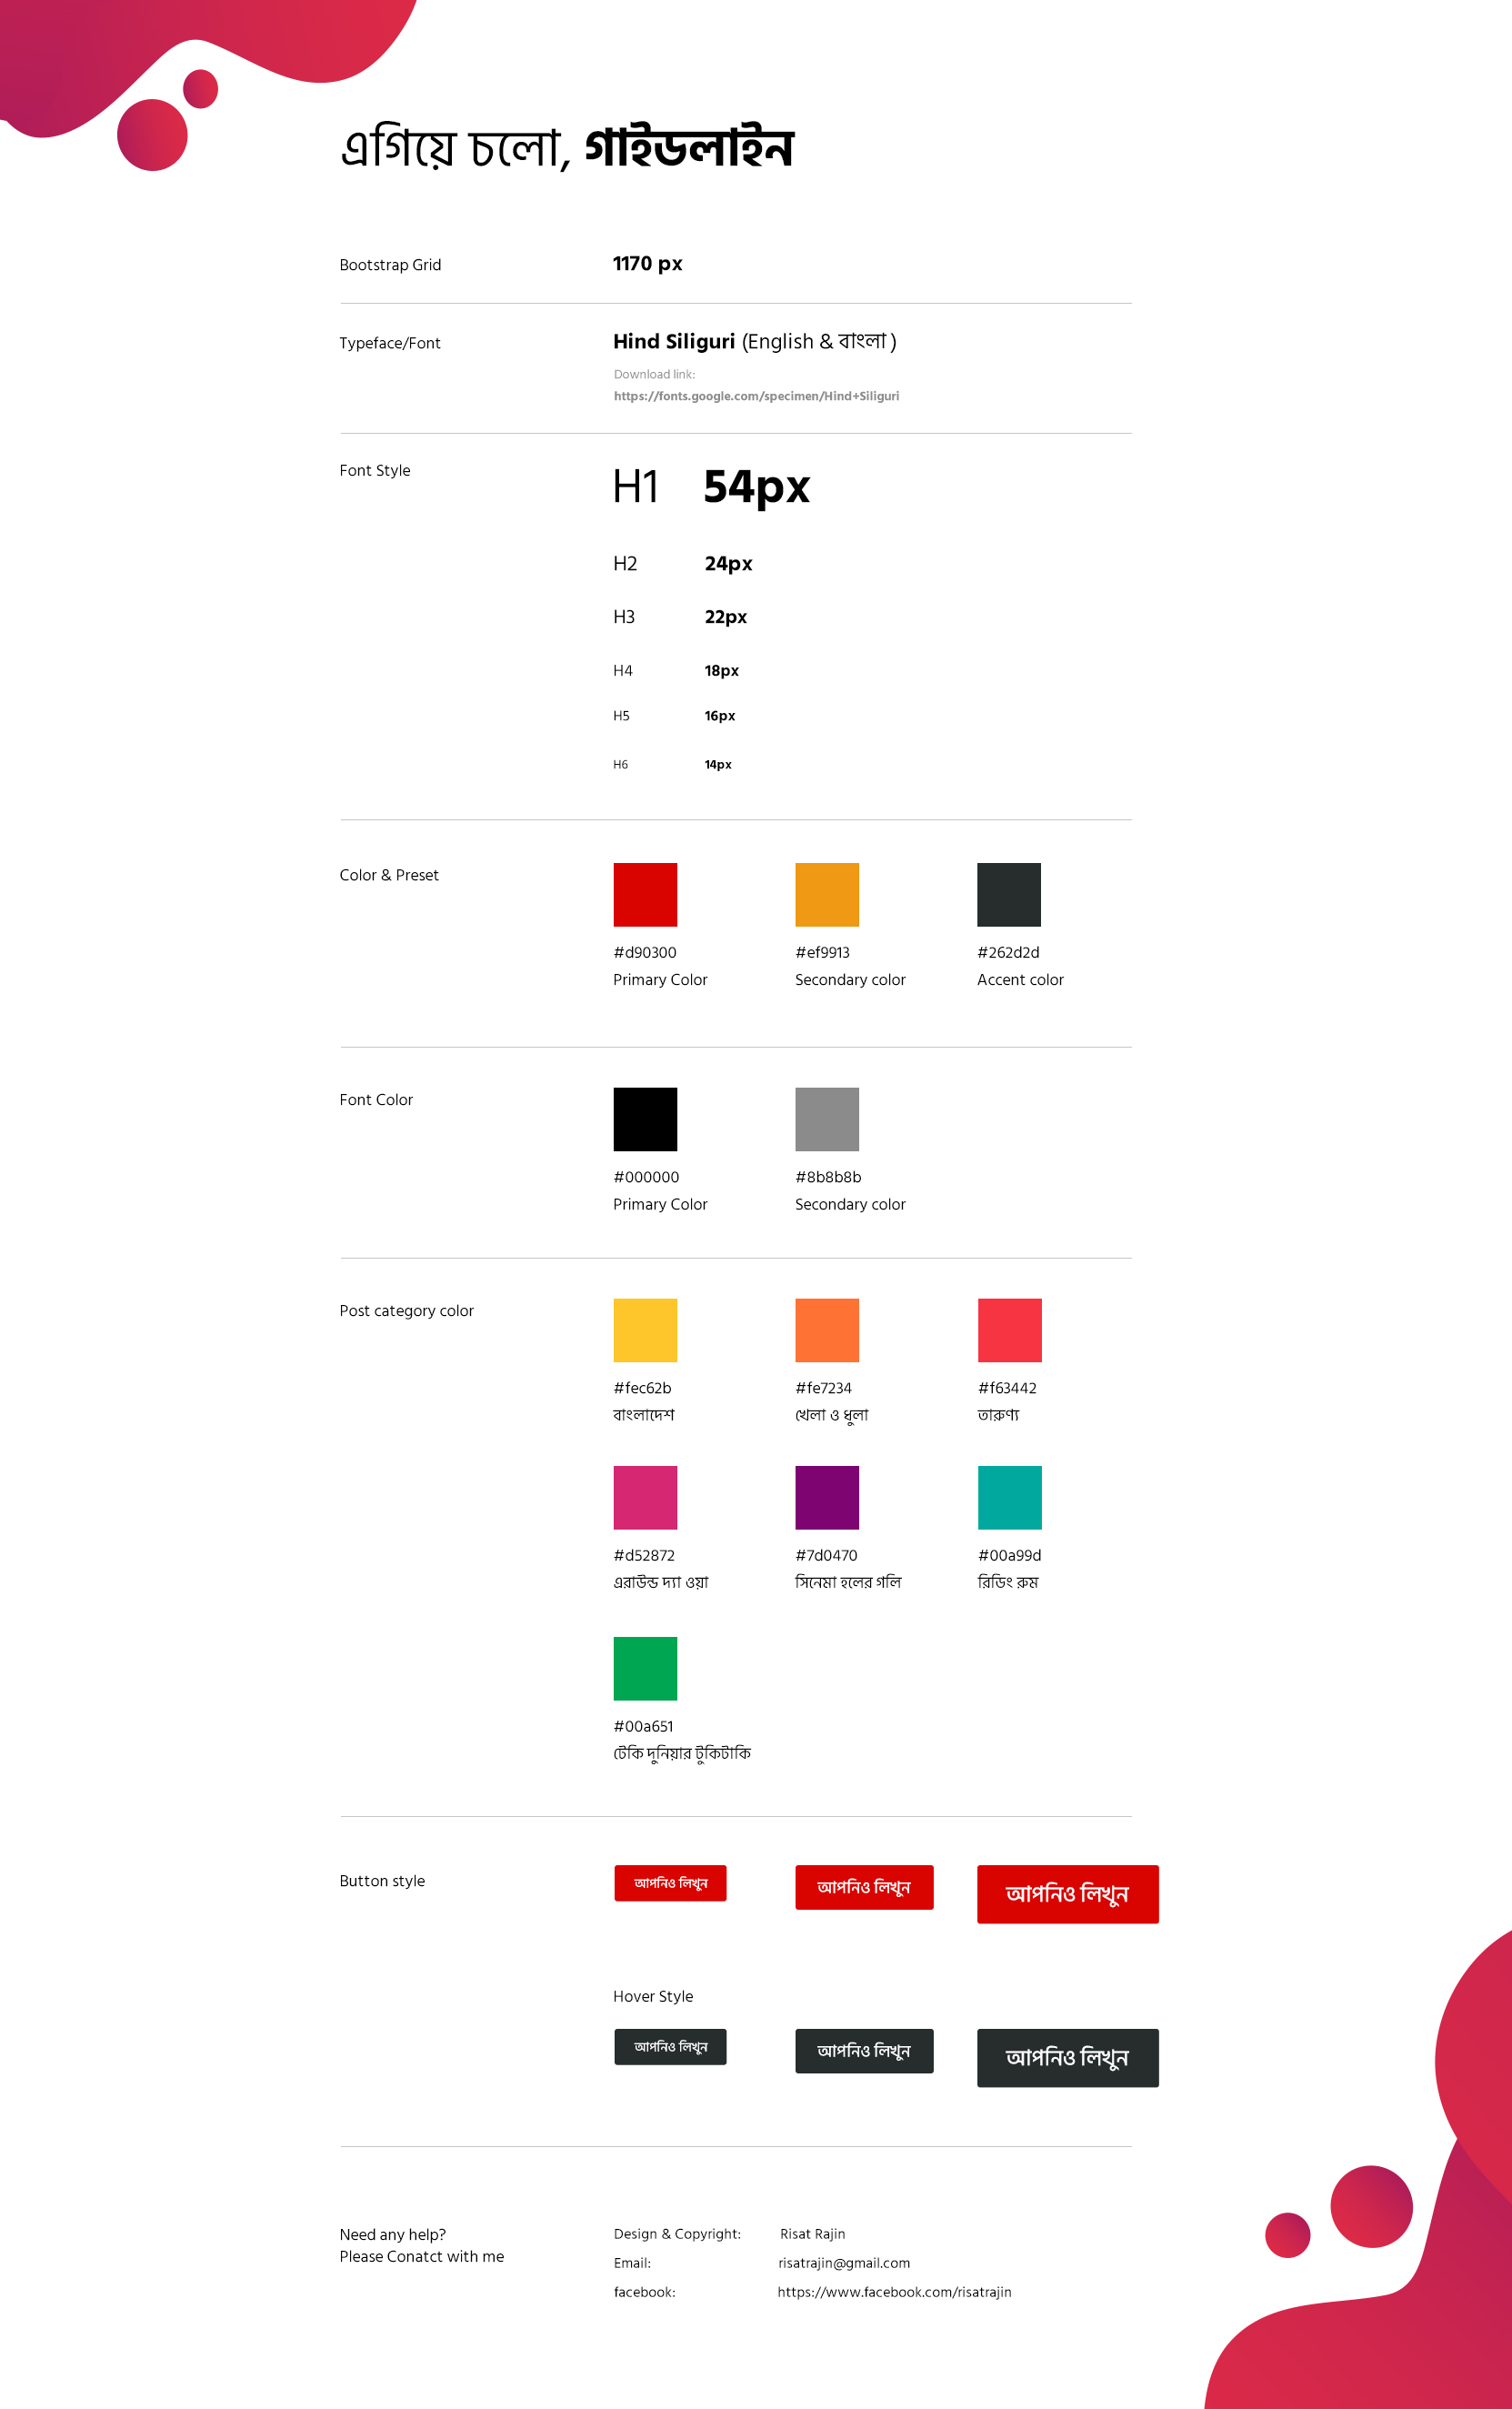 এগিয়ে চলো, গাইডলাইন
Bootstrap Grid
1170 px
Typeface/Font
Hind Siliguri (English & বাংলা )
Download link:
https://fonts.google.com/specimen/Hind+Siliguri
Font Style
H1 54px
H2 24px
H3 22px
H4 18px
H5 16px
H6 14px
Color & Preset
#d90300 #ef9913 #262d2d
Primary Color Secondary color Accent color
Font Color
#000000 #8b8b8b
Primary Color Secondary color
Post category color
#fec62b #fe7234 #f63442
বাংলাদেশ খেলা ও ধুলা তারুণ্য
#d52872 #7d0470 #00a99d
এরাউন্ড দ্যা ওয়া সিনেমা হলের গলি রিডিং রুম
#00a651
টেকি দুনিয়ার টুকিটাকি
Button style
আপনিও লিখুন আপনিও লিখুন আপনিও লিখুন
Hover Style
আপনিও লিখুন আপনিও লিখুন আপনিও লিখুন
Need any help?
Please Conatct with me
Design & Copyright: Risat Rajin
Email: risatrajin@gmail.com
facebook: https://www.facebook.com/risatrajin